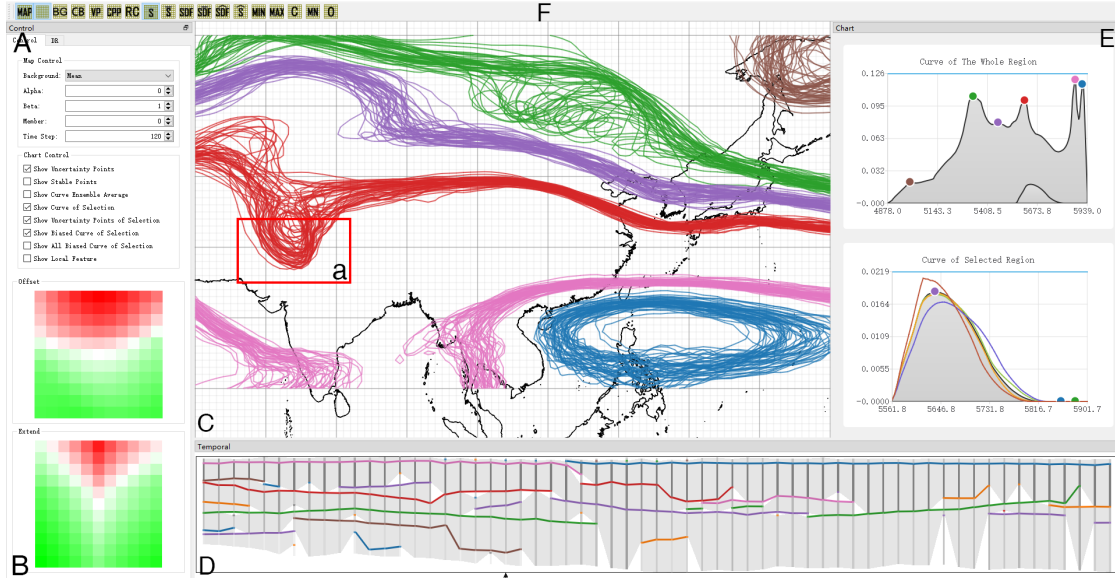 MAP BG CB VP CPP RC S S SDF SDF SDF S MIN MAX C MN O
F
Control
A
Control IR
Map Control
Background: Mean
Alpha: 0
Beta: 1
Member: 0
Time Step: 120
Chart Control
Show Uncertainty Points
Show Stable Points
Show Curve Ensemble Average
Show Curve of Selection
Show Uncertainty Points of Selection
Show Biased Curve of Selection
Show All Biased Curve of Selection
Show Local Feature
Offset
Extend
B
a
C
Chart
E
Curve of The Whole Region
0.126
0.095
0.063
0.032
-0.000
4878.0 5143.3 5408.5 5673.8 5939.0
Curve of Selected Region
0.0219
0.0164
0.0109
0.0055
-0.0000
5561.8 5646.8 5731.8 5816.7 5901.7
Temporal
D